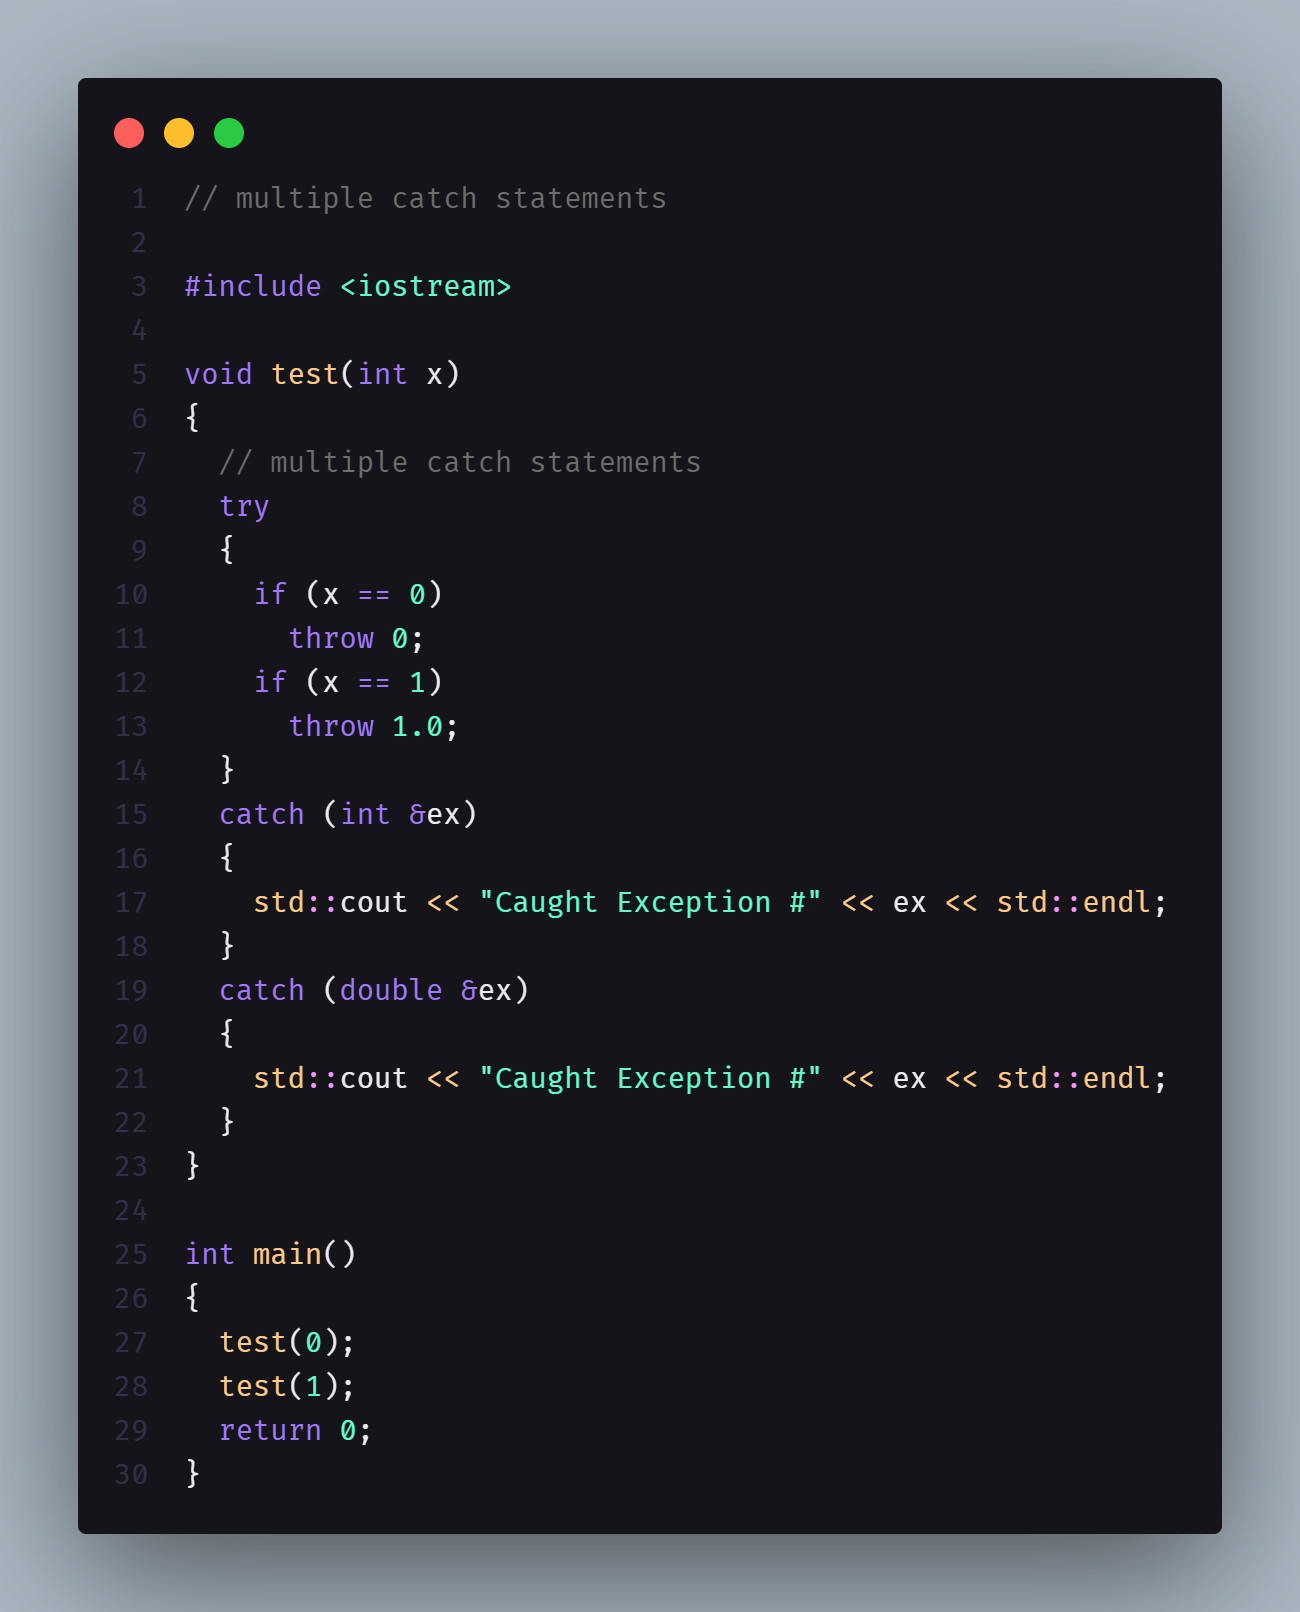 1 // multiple catch statements
2
3 #include <iostream>
4
5 void test(int x)
6 {
7   // multiple catch statements
8   try
9   {
10     if (x == 0)
11       throw 0;
12     if (x == 1)
13       throw 1.0;
14   }
15   catch (int &ex)
16   {
17     std::cout << "Caught Exception #" << ex << std::endl;
18   }
19   catch (double &ex)
20   {
21     std::cout << "Caught Exception #" << ex << std::endl;
22   }
23 }
24
25 int main()
26 {
27   test(0);
28   test(1);
29   return 0;
30 }